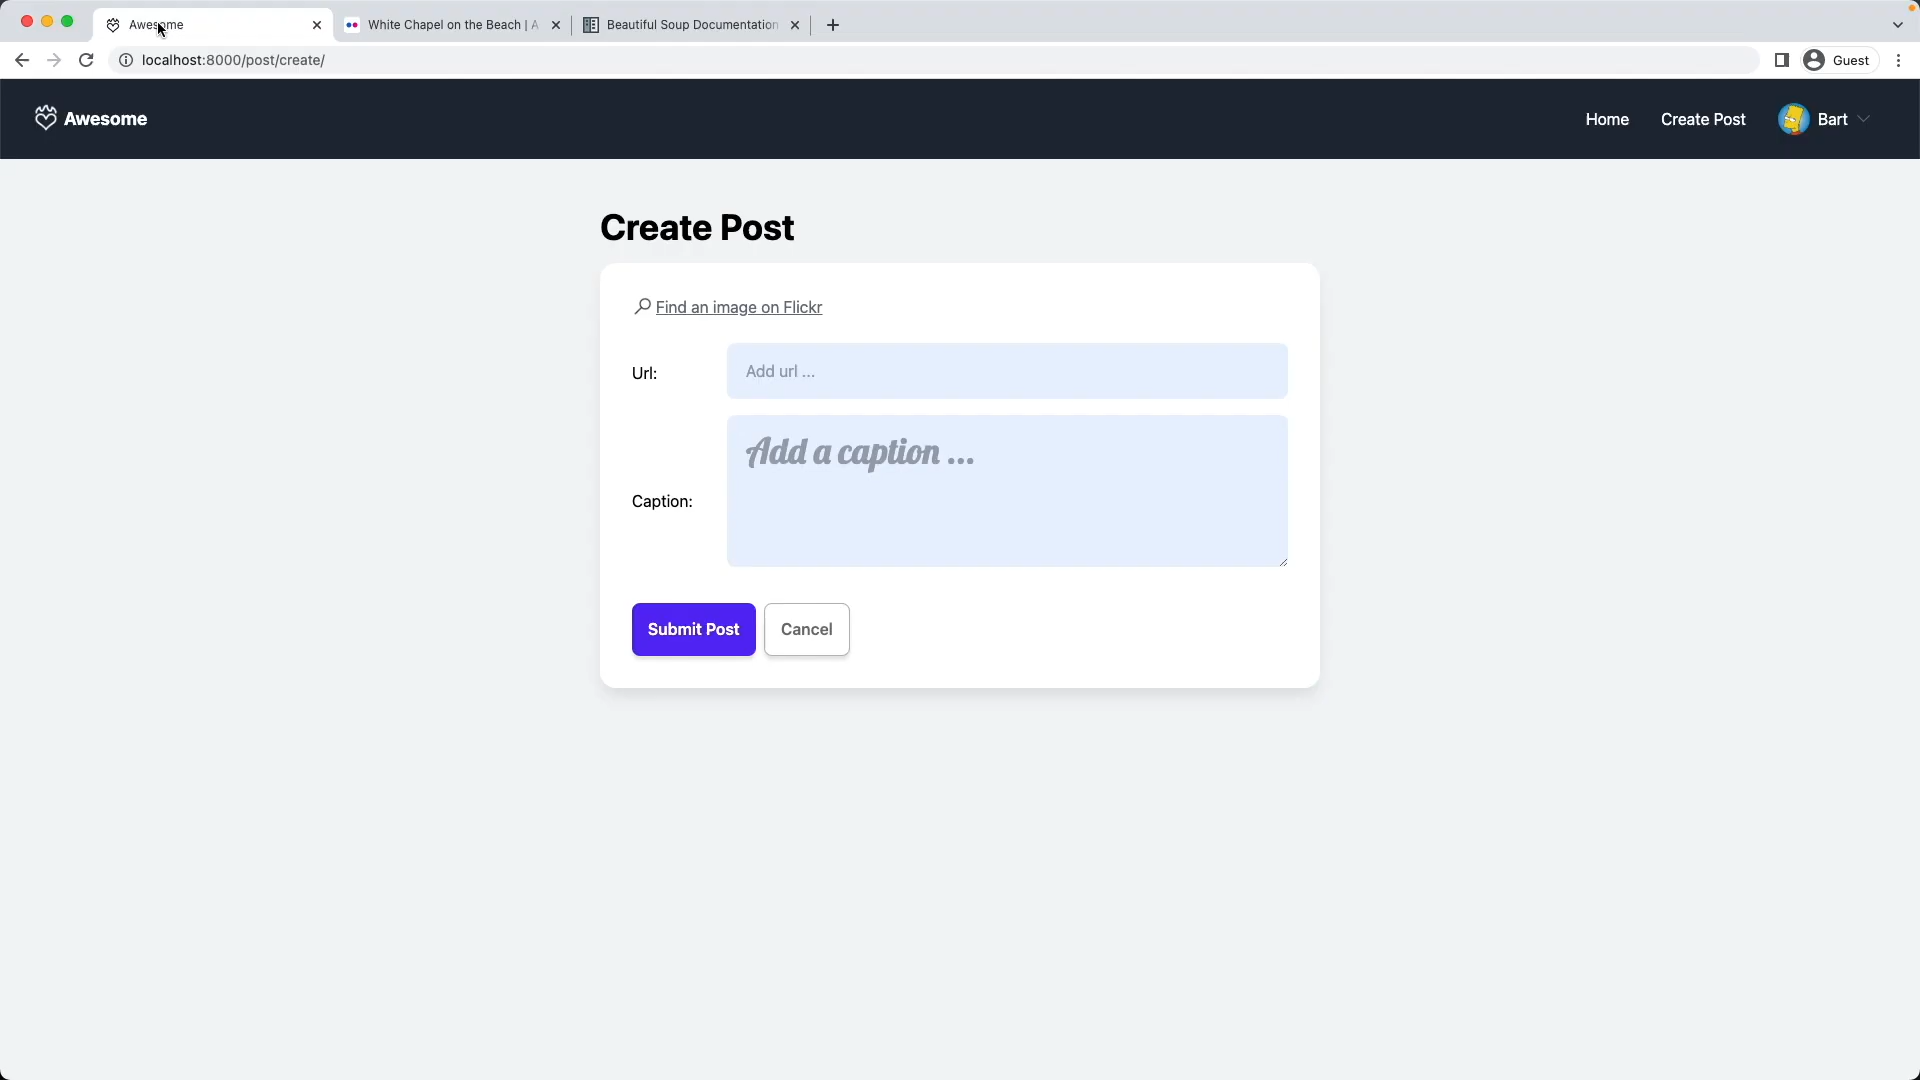 Awesome
White Chapel on the Beach | A
Beautiful Soup Documentation
localhost:8000/post/create/
Guest
Awesome
Home
Create Post
Bart
Create Post
Find an image on Flickr
Url:
Add url ...
Caption:
Add a caption ...
Submit Post
Cancel